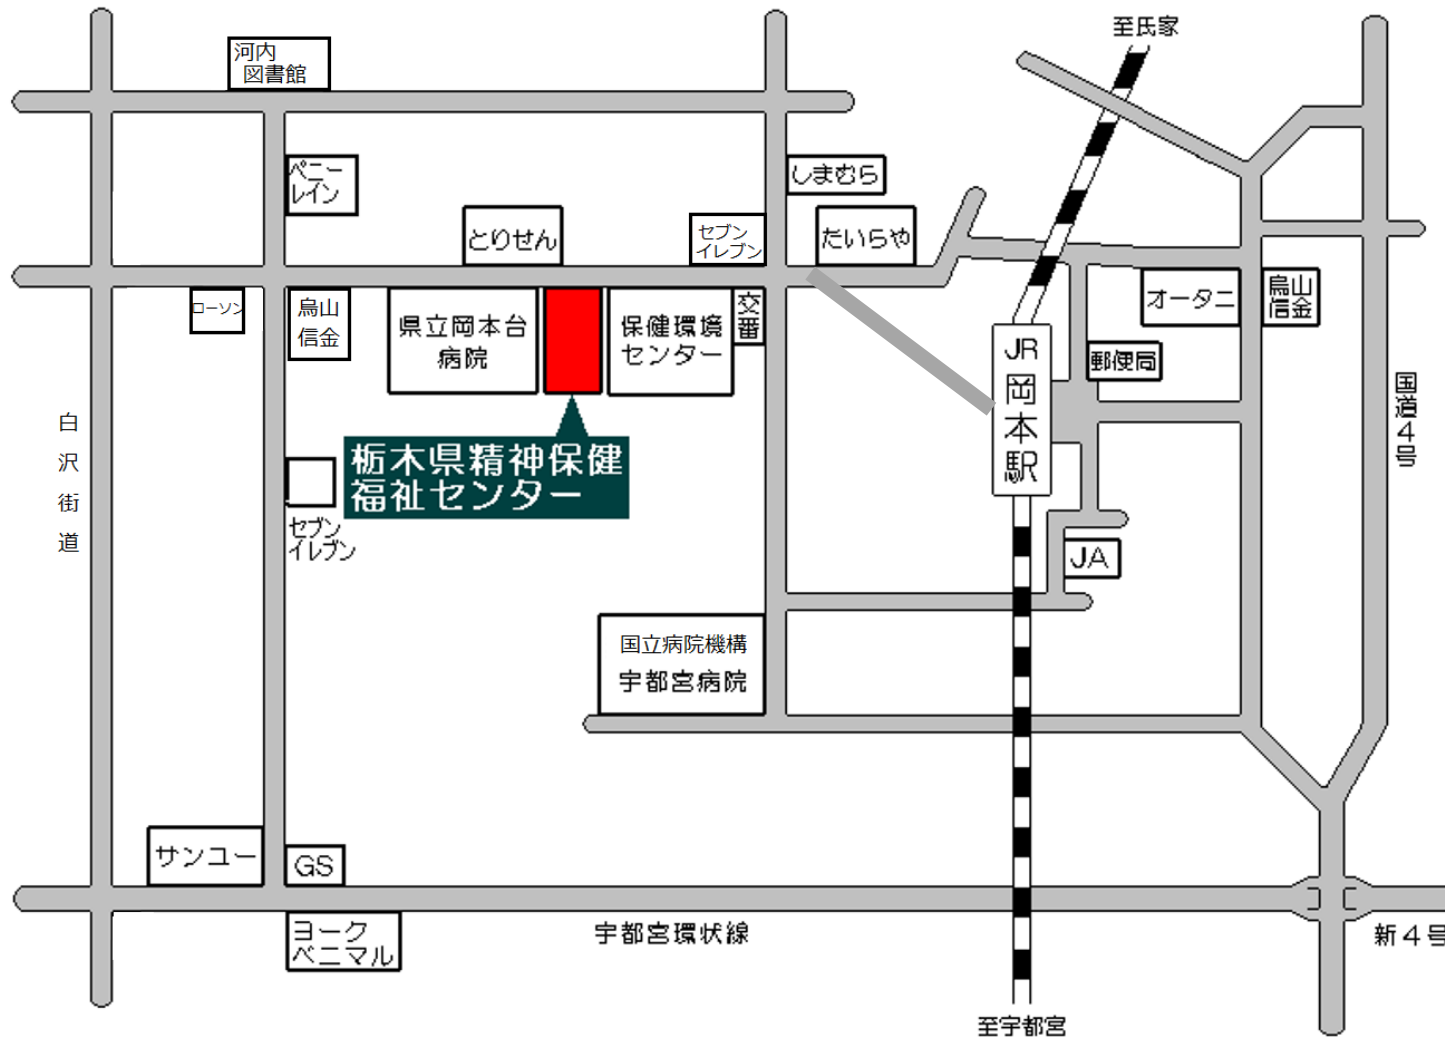 至氏家
河内
図書館
ペニー
レイン
しまむら
とりせん
セブン
イレブン
たいらや
ローソン
烏山
信金
県立岡本台
病院
保健環境
センター
交番
オータニ
烏山
信金
JR
岡本駅
郵便局
国道4号
白沢街道
栃木県精神保健
福祉センター
セブン
イレブン
JA
国立病院機構
宇都宮病院
サンユー
GS
ヨーク
ベニマル
宇都宮環状線
新4号
至宇都宮